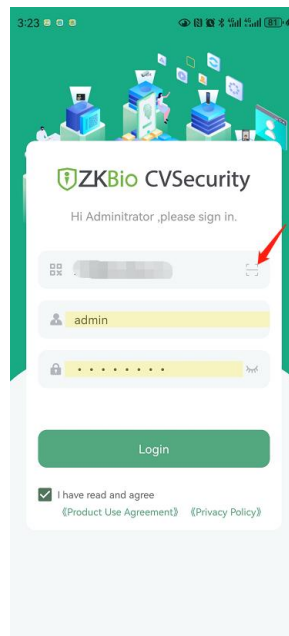 3:23
81
ZKBio CVSecurity
Hi Adminitrator ,please sign in.
admin
Login
I have read and agree
《Product Use Agreement》 《Privacy Policy》